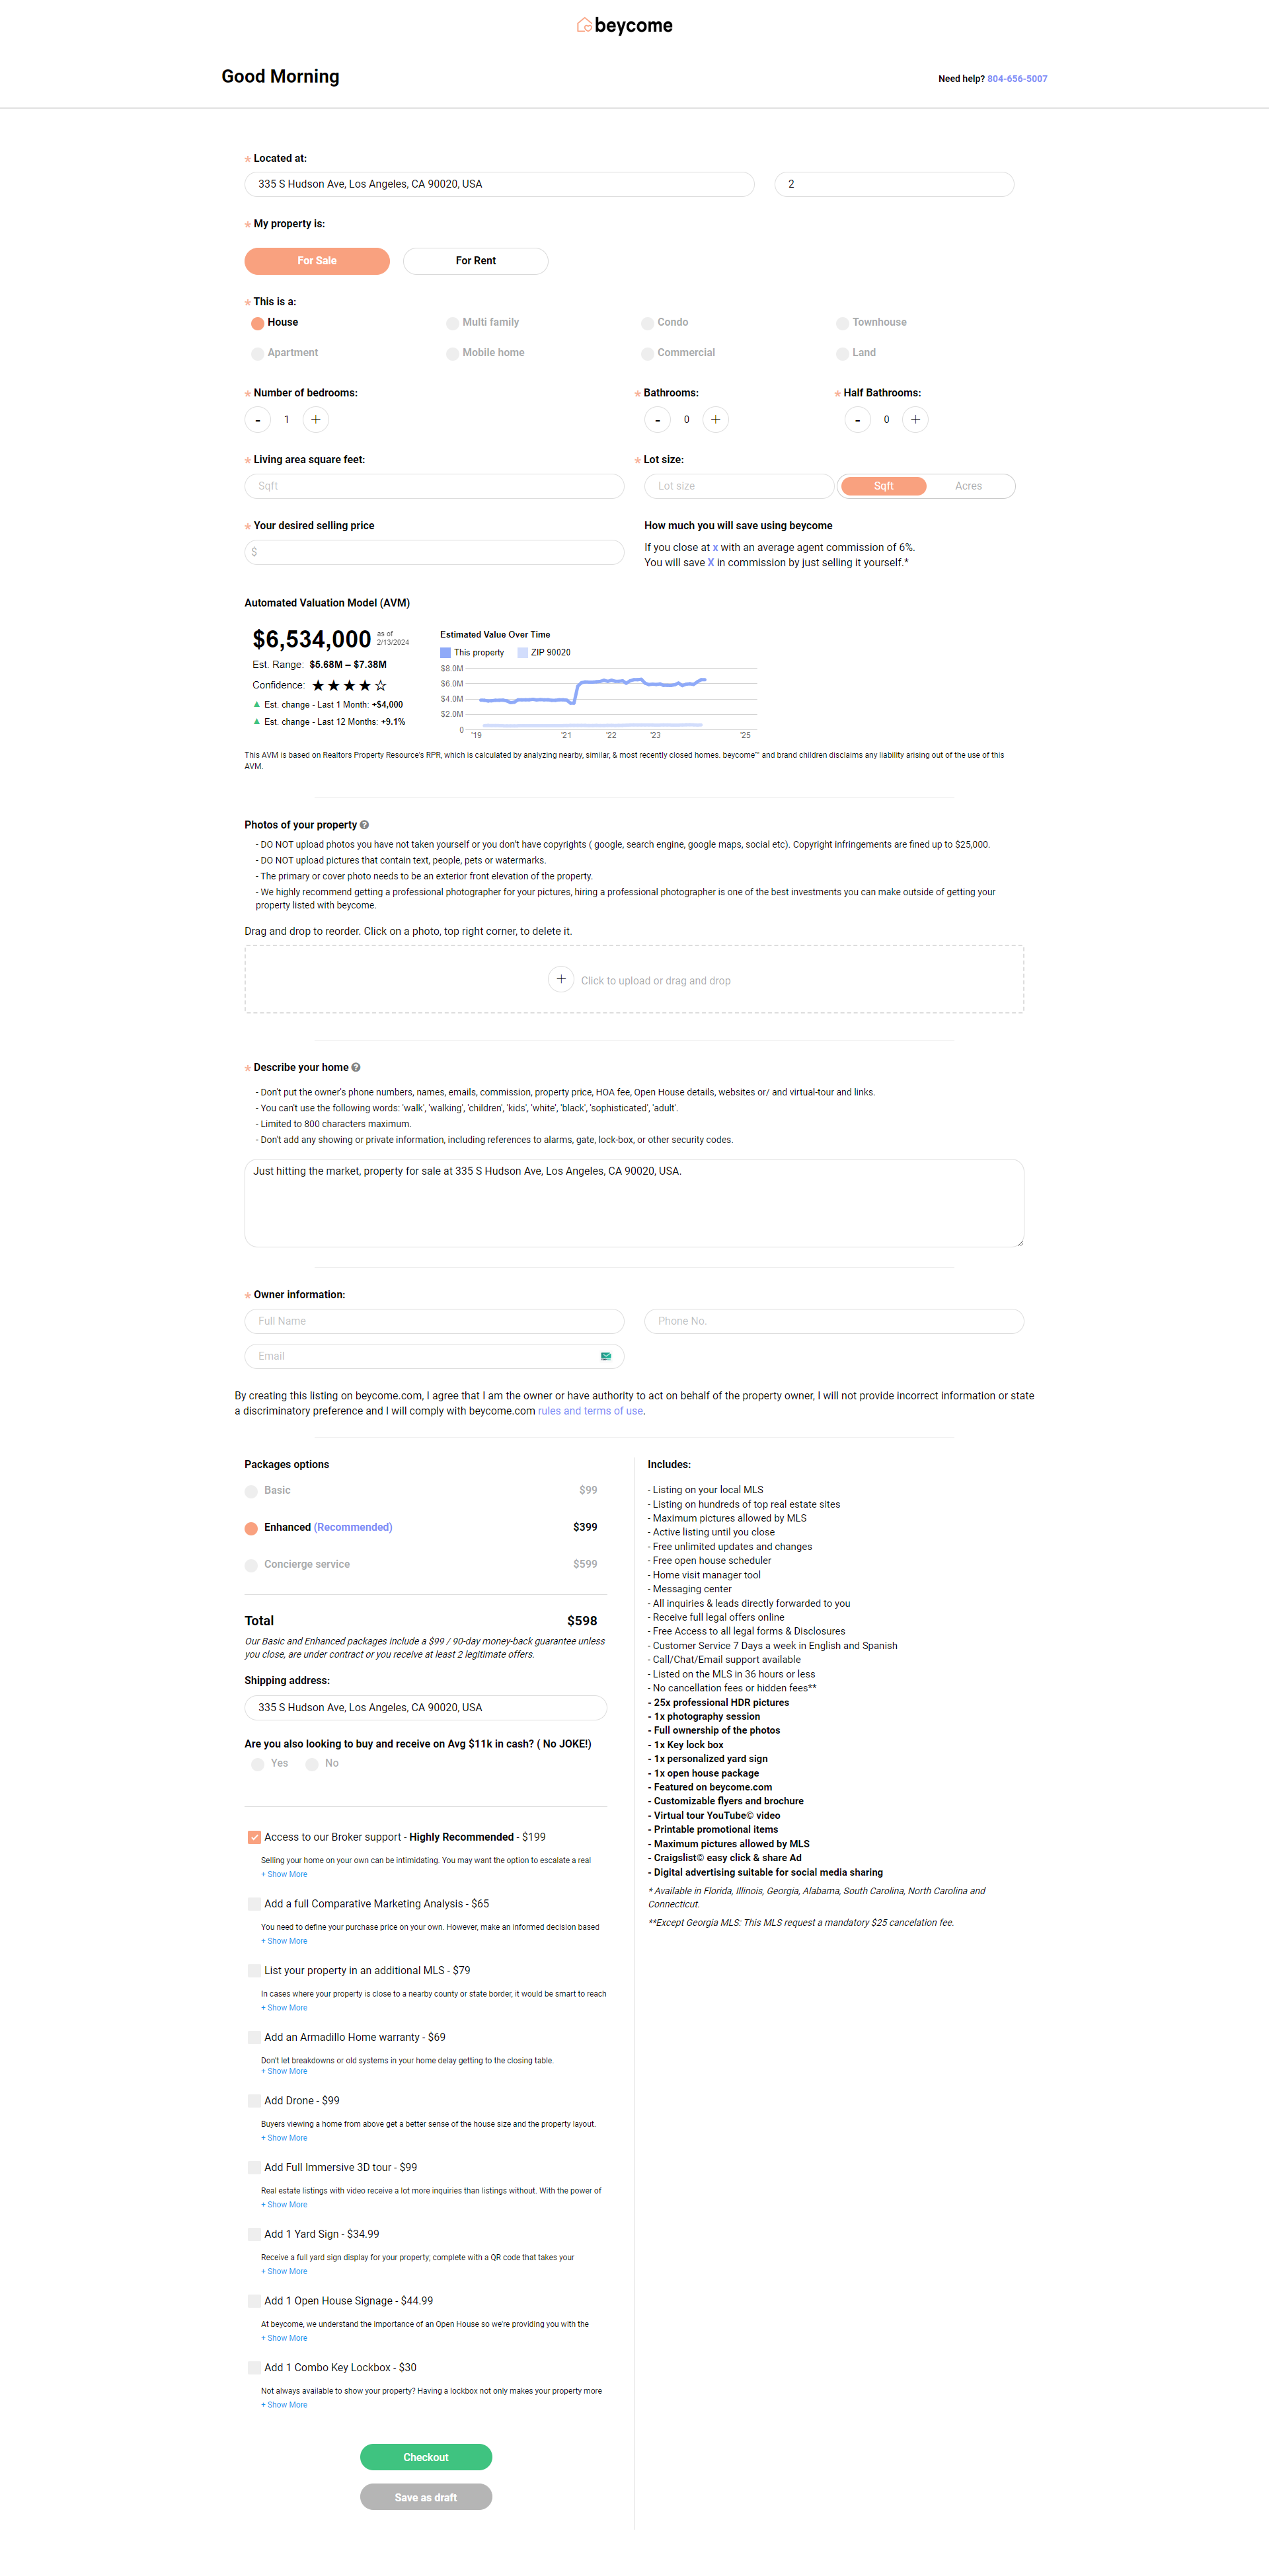 beycome
Good Morning
Need help? 804-656-5007
* Located at:
335 S Hudson Ave, Los Angeles, CA 90020, USA
2
* My property is:
For Sale
For Rent
* This is a:
House
Multi family
Condo
Townhouse
Apartment
Mobile home
Commercial
Land
* Number of bedrooms:
* Bathrooms:
* Half Bathrooms:
- 1 +
- 0 +
- 0 +
* Living area square feet:
* Lot size:
Sqft
Lot size
Sqft
Acres
* Your desired selling price
How much you will save using beycome
$
If you close at x with an average agent commission of 6%.
You will save X in commission by just selling it yourself.*
Automated Valuation Model (AVM)
$6,534,000 as of 2/13/2024
Est. Range: $5.68M – $7.38M
Confidence: ★★★★☆
▲ Est. change - Last 1 Month: +$4,000
▲ Est. change - Last 12 Months: +9.1%
Estimated Value Over Time
This property
ZIP 90020
$8.0M
$6.0M
$4.0M
$2.0M
0
'19 '21 '22 '23 '25
This AVM is based on Realtors Property Resource's RPR, which is calculated by analyzing nearby, similar, & most recently closed homes. beycome™ and brand children disclaims any liability arising out of the use of this
AVM.
Photos of your property ?
- DO NOT upload photos you have not taken yourself or you don't have copyrights ( google, search engine, google maps, social etc). Copyright infringements are fined up to $25,000.
- DO NOT upload pictures that contain text, people, pets or watermarks.
- The primary or cover photo needs to be an exterior front elevation of the property.
- We highly recommend getting a professional photographer for your pictures, hiring a professional photographer is one of the best investments you can make outside of getting your
property listed with beycome.
Drag and drop to reorder. Click on a photo, top right corner, to delete it.
+ Click to upload or drag and drop
* Describe your home ?
- Don't put the owner's phone numbers, names, emails, commission, property price, HOA fee, Open House details, websites or/ and virtual-tour and links.
- You can't use the following words: 'walk', 'walking', 'children', 'kids', 'white', 'black', 'sophisticated', 'adult'.
- Limited to 800 characters maximum.
- Don't add any showing or private information, including references to alarms, gate, lock-box, or other security codes.
Just hitting the market, property for sale at 335 S Hudson Ave, Los Angeles, CA 90020, USA.
* Owner information:
Full Name
Phone No.
Email
By creating this listing on beycome.com, I agree that I am the owner or have authority to act on behalf of the property owner, I will not provide incorrect information or state
a discriminatory preference and I will comply with beycome.com rules and terms of use.
Packages options
Basic $99
Enhanced (Recommended) $399
Concierge service $599
Total $598
Our Basic and Enhanced packages include a $99 / 90-day money-back guarantee unless
you close, are under contract or you receive at least 2 legitimate offers.
Shipping address:
335 S Hudson Ave, Los Angeles, CA 90020, USA
Are you also looking to buy and receive on Avg $11k in cash? ( No JOKE!)
Yes No
Access to our Broker support - Highly Recommended - $199
Selling your home on your own can be intimidating. You may want the option to escalate a real
+ Show More
Add a full Comparative Marketing Analysis - $65
You need to define your purchase price on your own. However, make an informed decision based
+ Show More
List your property in an additional MLS - $79
In cases where your property is close to a nearby county or state border, it would be smart to reach
+ Show More
Add an Armadillo Home warranty - $69
Don't let breakdowns or old systems in your home delay getting to the closing table.
+ Show More
Add Drone - $99
Buyers viewing a home from above get a better sense of the house size and the property layout.
+ Show More
Add Full Immersive 3D tour - $99
Real estate listings with video receive a lot more inquiries than listings without. With the power of
+ Show More
Add 1 Yard Sign - $34.99
Receive a full yard sign display for your property; complete with a QR code that takes your
+ Show More
Add 1 Open House Signage - $44.99
At beycome, we understand the importance of an Open House so we're providing you with the
+ Show More
Add 1 Combo Key Lockbox - $30
Not always available to show your property? Having a lockbox not only makes your property more
+ Show More
Checkout
Save as draft
Includes:
- Listing on your local MLS
- Listing on hundreds of top real estate sites
- Maximum pictures allowed by MLS
- Active listing until you close
- Free unlimited updates and changes
- Free open house scheduler
- Home visit manager tool
- Messaging center
- All inquiries & leads directly forwarded to you
- Receive full legal offers online
- Free Access to all legal forms & Disclosures
- Customer Service 7 Days a week in English and Spanish
- Call/Chat/Email support available
- Listed on the MLS in 36 hours or less
- No cancellation fees or hidden fees**
- 25x professional HDR pictures
- 1x photography session
- Full ownership of the photos
- 1x Key lock box
- 1x personalized yard sign
- 1x open house package
- Featured on beycome.com
- Customizable flyers and brochure
- Virtual tour YouTube© video
- Printable promotional items
- Maximum pictures allowed by MLS
- Craigslist© easy click & share Ad
- Digital advertising suitable for social media sharing
* Available in Florida, Illinois, Georgia, Alabama, South Carolina, North Carolina and
Connecticut.
**Except Georgia MLS: This MLS request a mandatory $25 cancelation fee.